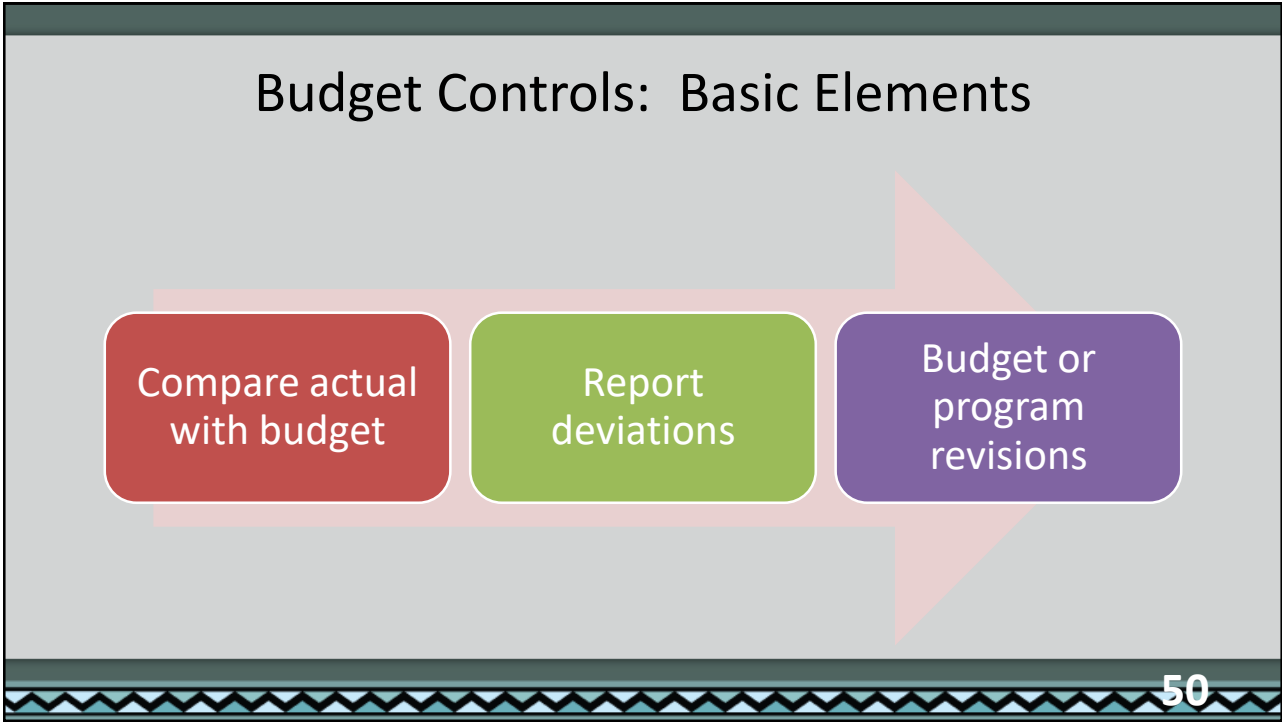 Budget Controls:  Basic Elements
Compare actual
with budget
Report
deviations
Budget or
program
revisions
50